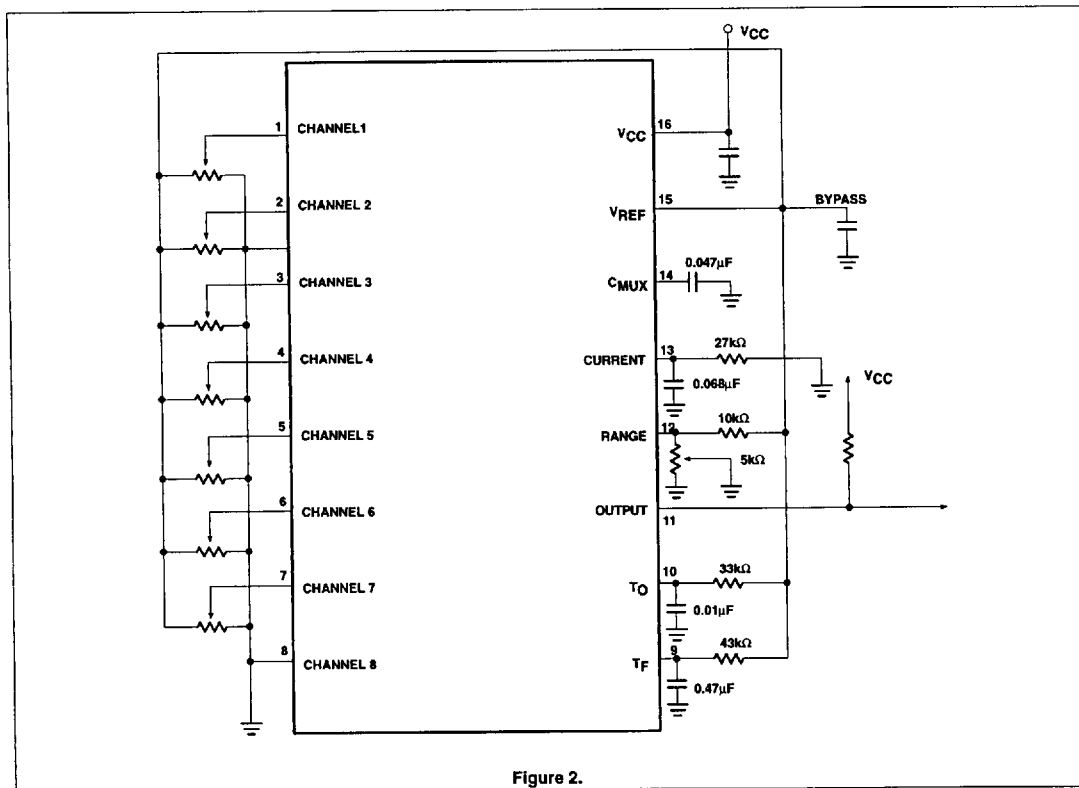 VCC
1 CHANNEL1
2 CHANNEL 2
3 CHANNEL 3
4 CHANNEL 4
5 CHANNEL 5
6 CHANNEL 6
7 CHANNEL 7
8 CHANNEL 8
VCC 16
VREF 15
BYPASS
CMUX 14
0.047μF
CURRENT 13
27kΩ
0.068μF
VCC
RANGE 12
10kΩ
5kΩ
OUTPUT 11
TO 10
33kΩ
0.01μF
TF 9
43kΩ
0.47μF
Figure 2.